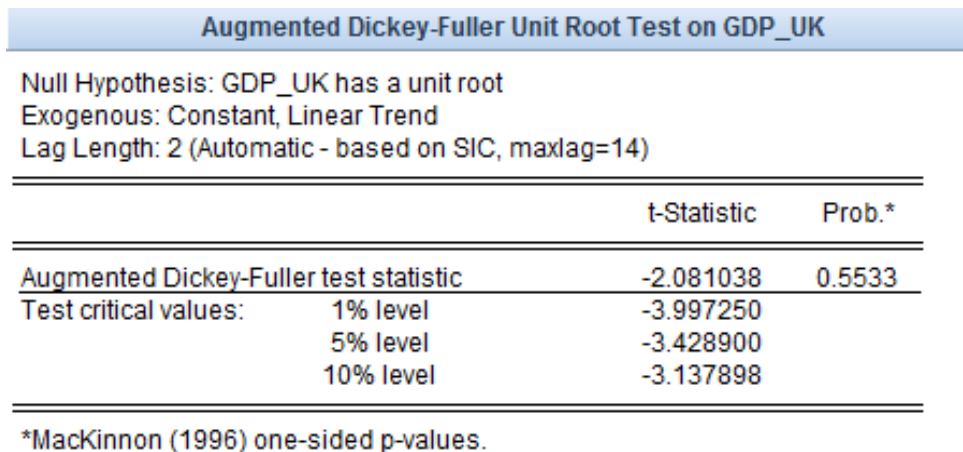 Augmented Dickey-Fuller Unit Root Test on GDP_UK
Null Hypothesis: GDP_UK has a unit root
Exogenous: Constant, Linear Trend
Lag Length: 2 (Automatic - based on SIC, maxlag=14)
t-Statistic Prob.*
Augmented Dickey-Fuller test statistic -2.081038 0.5533
Test critical values: 1% level -3.997250
5% level -3.428900
10% level -3.137898
*MacKinnon (1996) one-sided p-values.